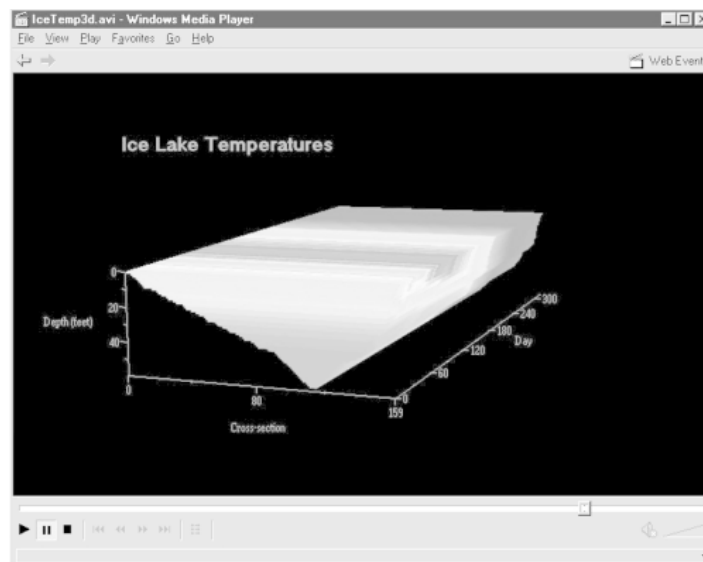 IceTemp3d.avi - Windows Media Player
File View Play Favorites Go Help
Web Event
Ice Lake Temperatures
0
20
40
Depth (feet)
0
80
159
Cross-section
0
60
120
180
240
300
Day